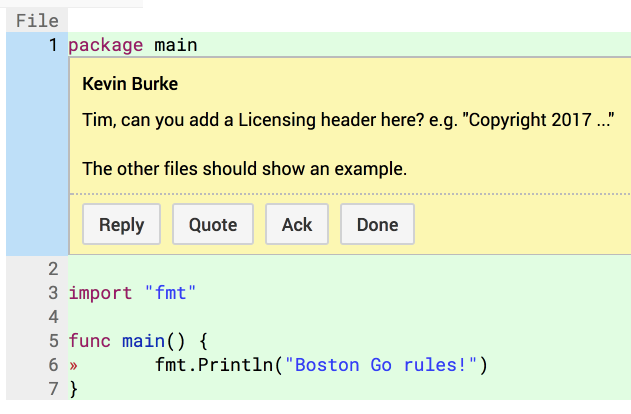 File
1 package main
Kevin Burke
Tim, can you add a Licensing header here? e.g. "Copyright 2017 ..."
The other files should show an example.
Reply Quote Ack Done
2
3 import "fmt"
4
5 func main() {
6 » fmt.Println("Boston Go rules!")
7 }